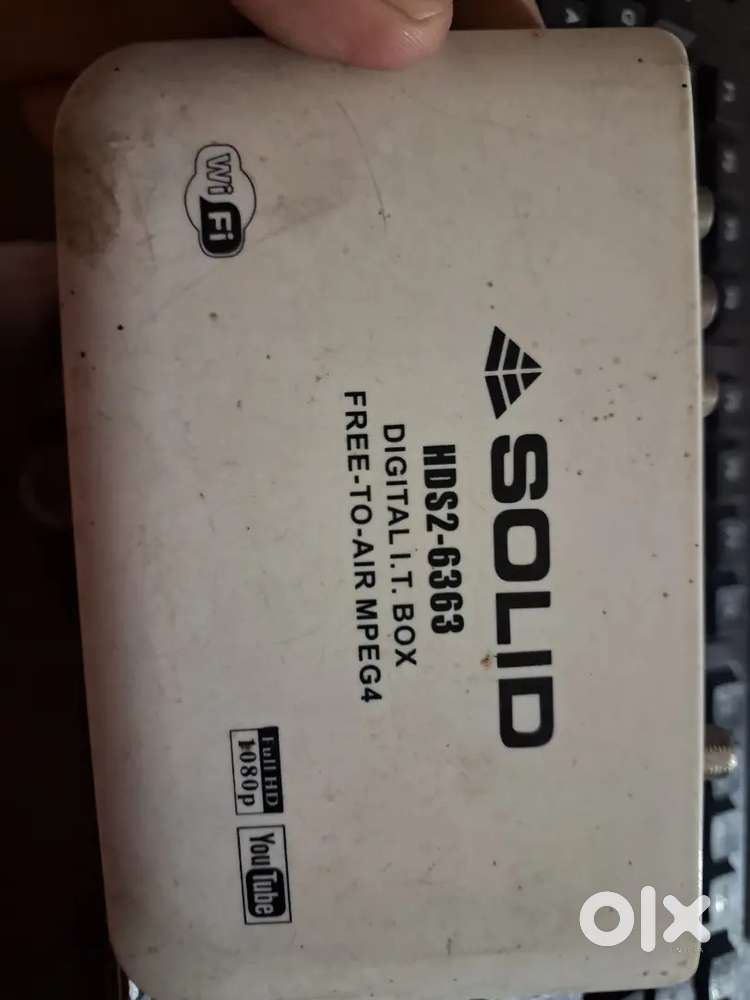 SOLID
HDS2-6363
DIGITAL I.T. BOX
FREE-TO-AIR MPEG4
WiFi
Full HD
1080p
YouTube
olx